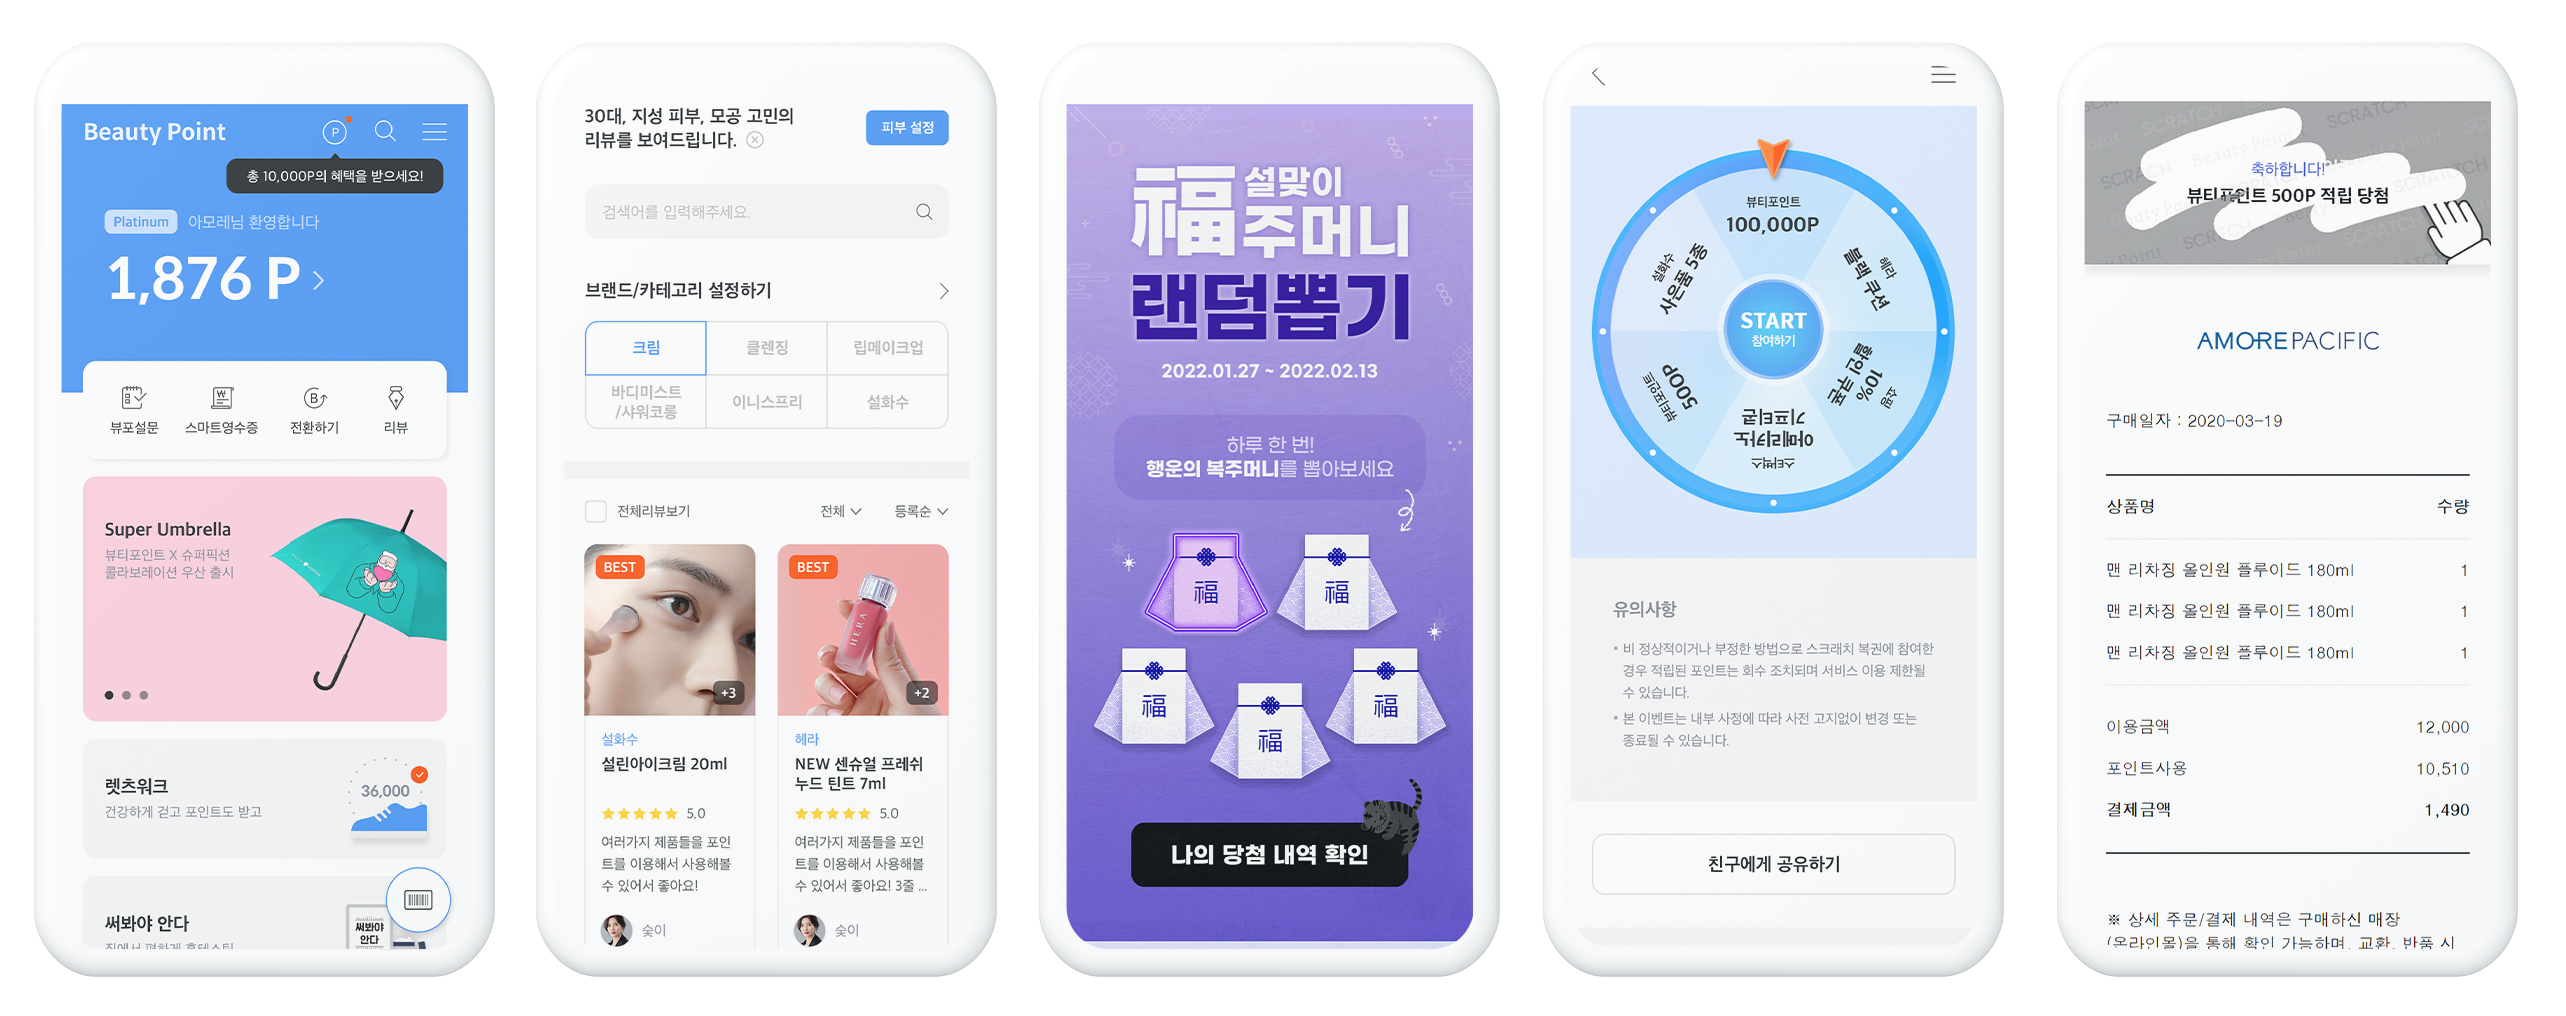 Beauty Point
P
총 10,000P의 혜택을 받으세요!
Platinum 아모레님 환영합니다
1,876 P
뷰포설문
스마트영수증
전환하기
리뷰
Super Umbrella
뷰티포인트 X 슈퍼픽션
콜라보레이션 우산 출시
렛츠워크
건강하게 걷고 포인트도 받고
36,000
써봐야 안다
써봐야
안다
30대, 지성 피부, 모공 고민의
리뷰를 보여드립니다.
피부 설정
검색어를 입력해주세요.
브랜드/카테고리 설정하기
크림
클렌징
립메이크업
바디미스트
/샤워코롱
이니스프리
설화수
전체리뷰보기
전체
등록순
BEST
+3
설화수
설린아이크림 20ml
5.0
여러가지 제품들을 포인
트를 이용해서 사용해볼
수 있어서 좋아요!
숯이
BEST
HERA
+2
헤라
NEW 센슈얼 프레쉬
누드 틴트 7ml
5.0
여러가지 제품들을 포인
트를 이용해서 사용해볼
수 있어서 좋아요! 3줄 ...
숯이
福 설맞이
주머니
랜덤뽑기
2022.01.27 ~ 2022.02.13
하루 한 번!
행운의 복주머니를 뽑아보세요
福
福
福
福
福
나의 당첨 내역 확인
뷰티포인트
100,000P
헤라
블랙 쿠션
쇼핑
10%
할인 쿠폰
스타벅스
아메리카노
기프티콘
뷰티포인트
500P
설화수
사은품 5종
START
참여하기
유의사항
• 비 정상적이거나 부정한 방법으로 스크래치 복권에 참여한
경우 적립된 포인트는 회수 조치되며 서비스 이용 제한될
수 있습니다.
• 본 이벤트는 내부 사정에 따라 사전 고지없이 변경 또는
종료될 수 있습니다.
친구에게 공유하기
SCRATCH
Beauty Point
SCRATCH
축하합니다!
뷰티포인트 500P 적립 당첨
AMOREPACIFIC
구매일자 : 2020-03-19
상품명 수량
맨 리차징 올인원 플루이드 180ml 1
맨 리차징 올인원 플루이드 180ml 1
맨 리차징 올인원 플루이드 180ml 1
이용금액 12,000
포인트사용 10,510
결제금액 1,490
※ 상세 주문/결제 내역은 구매하신 매장
(온라인몰)을 통해 확인 가능하며, 교환, 반품 시